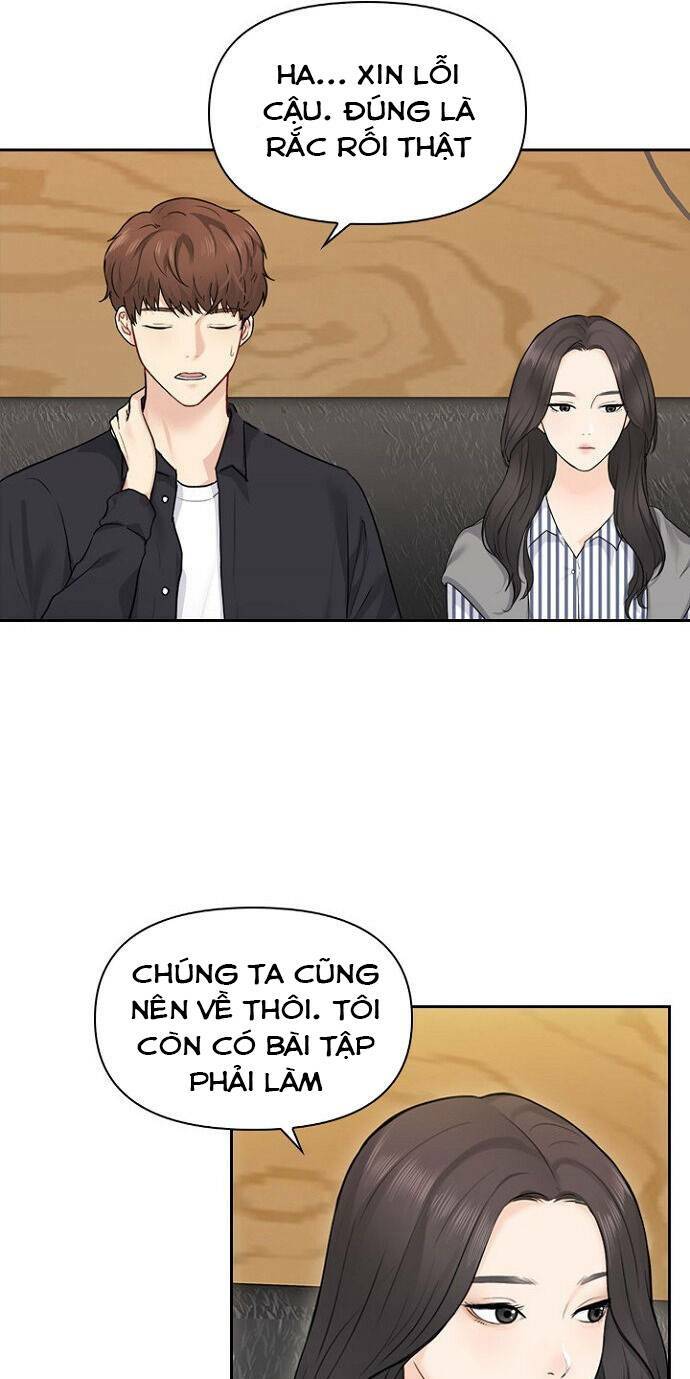 HA... XIN LỖI
CẬU. ĐÚNG LÀ
RẮC RỐI THẬT
CHÚNG TA CŨNG
NÊN VỀ THÔI. TÔI
CÒN CÓ BÀI TẬP
PHẢI LÀM